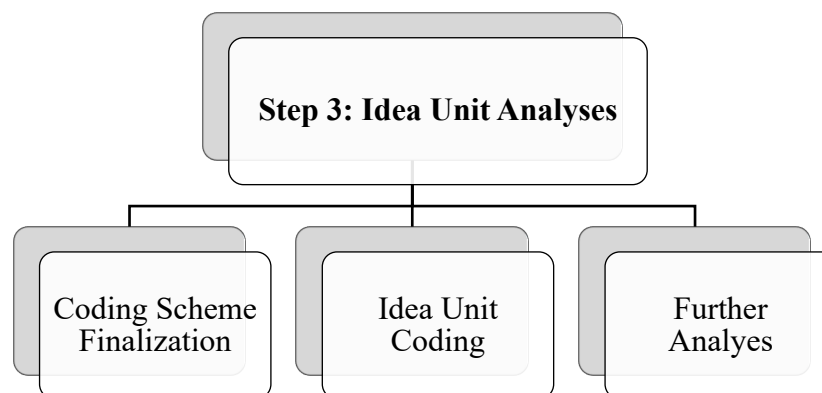 Step 3: Idea Unit Analyses
Coding Scheme
Finalization
Idea Unit
Coding
Further
Analyes